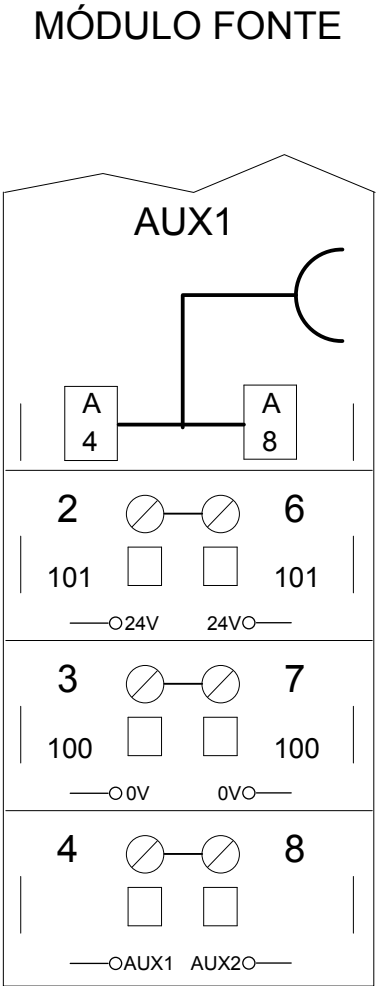 MÓDULO FONTE
AUX1
A A
4 8
2 6
101 101
24V 24V
3 7
100 100
0V 0V
4 8
AUX1 AUX2